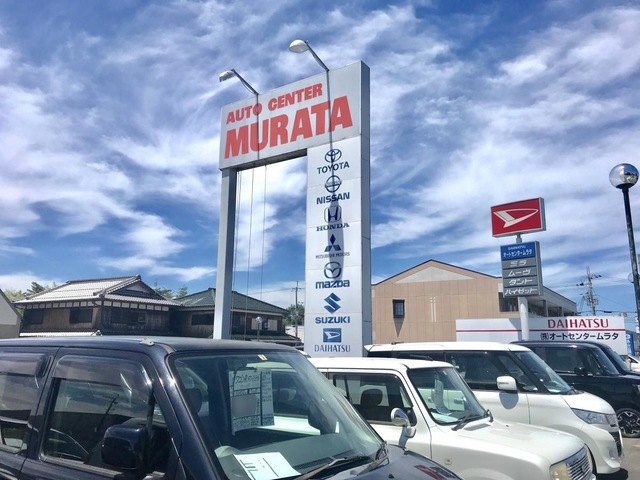 AUTO CENTER
MURATA
TOYOTA
NISSAN
HONDA
MITSUBISHI MOTORS
mazda
SUZUKI
DAIHATSU
DAIHATSU
オートセンタームラタ
ミラ
ムーヴ
タント
ハイゼット
DAIHATSU
(株)オートセンタームラタ